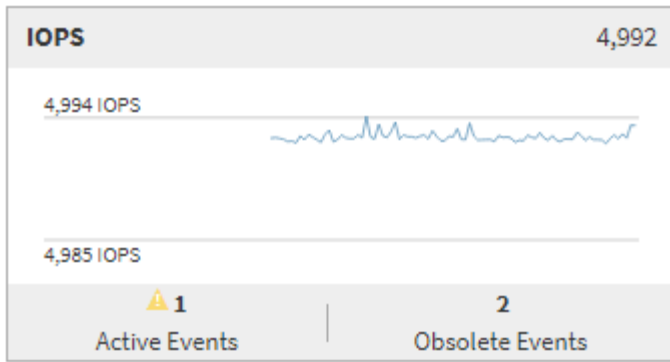 IOPS 4,992
4,994 IOPS
4,985 IOPS
1 2
Active Events Obsolete Events